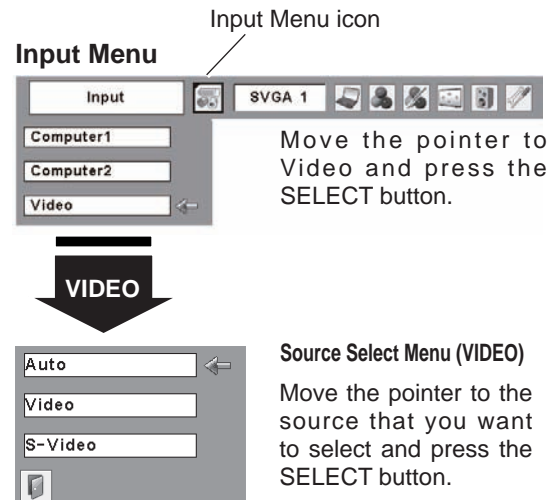 Input Menu icon
Input Menu
Input
SVGA 1
Computer1
Computer2
Video
Move the pointer to
Video and press the
SELECT button.
VIDEO
Auto
Video
S-Video
Source Select Menu (VIDEO)
Move the pointer to the
source that you want
to select and press the
SELECT button.